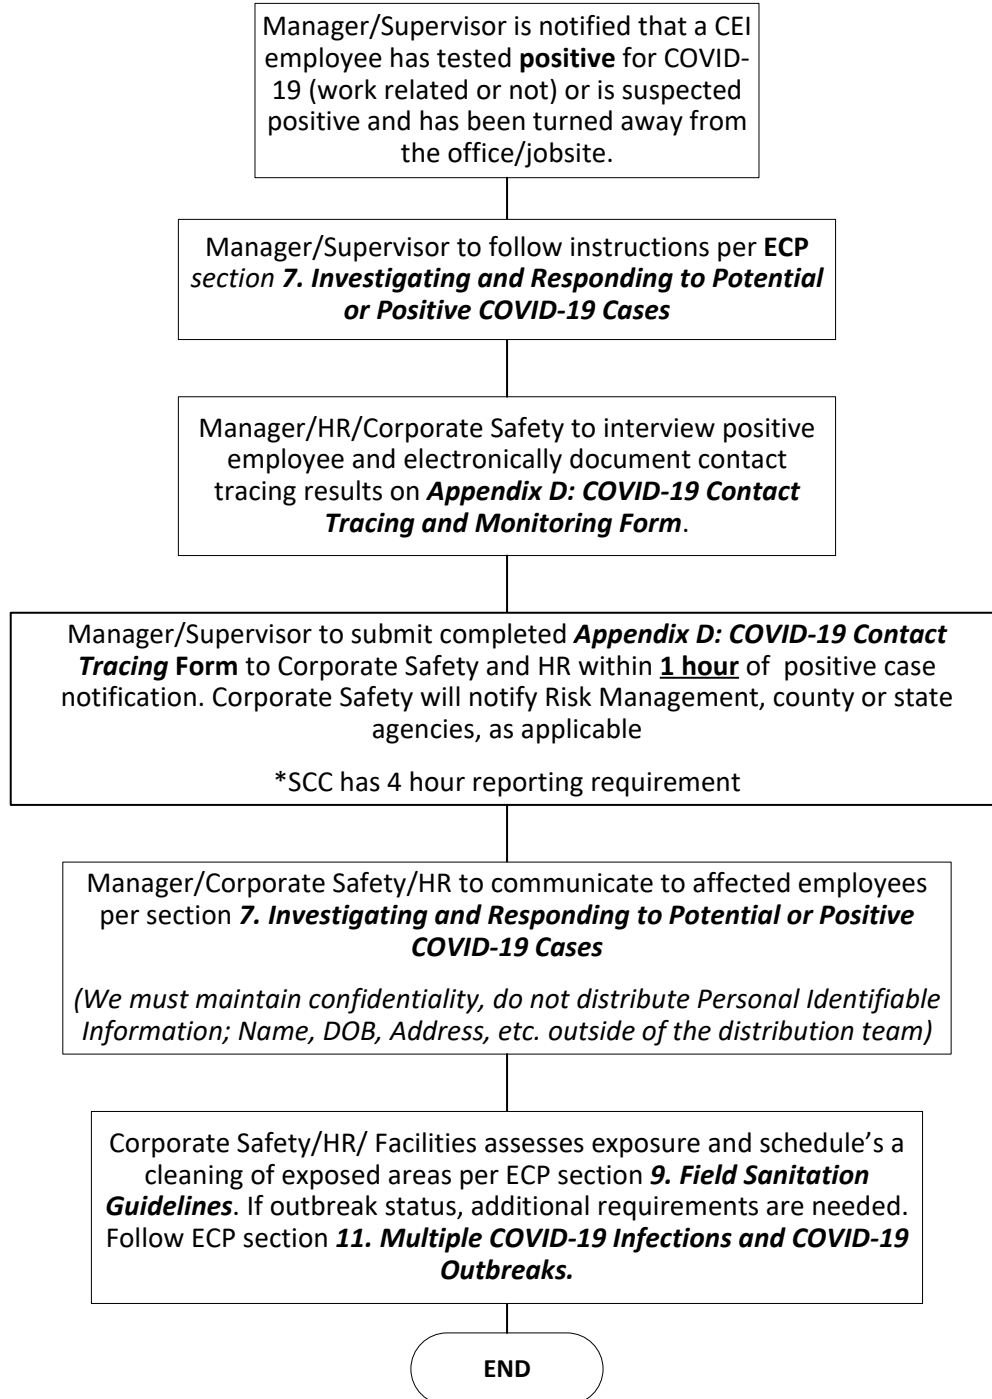 Manager/Supervisor is notified that a CEI
employee has tested positive for COVID-
19 (work related or not) or is suspected
positive and has been turned away from
the office/jobsite.
Manager/Supervisor to follow instructions per ECP
section 7. Investigating and Responding to Potential
or Positive COVID-19 Cases
Manager/HR/Corporate Safety to interview positive
employee and electronically document contact
tracing results on Appendix D: COVID-19 Contact
Tracing and Monitoring Form.
Manager/Supervisor to submit completed Appendix D: COVID-19 Contact
Tracing Form to Corporate Safety and HR within 1 hour of  positive case
notification. Corporate Safety will notify Risk Management, county or state
agencies, as applicable
*SCC has 4 hour reporting requirement
Manager/Corporate Safety/HR to communicate to affected employees
per section 7. Investigating and Responding to Potential or Positive
COVID-19 Cases
(We must maintain confidentiality, do not distribute Personal Identifiable
Information; Name, DOB, Address, etc. outside of the distribution team)
Corporate Safety/HR/ Facilities assesses exposure and schedule's a
cleaning of exposed areas per ECP section 9. Field Sanitation
Guidelines. If outbreak status, additional requirements are needed.
Follow ECP section 11. Multiple COVID-19 Infections and COVID-19
Outbreaks.
END